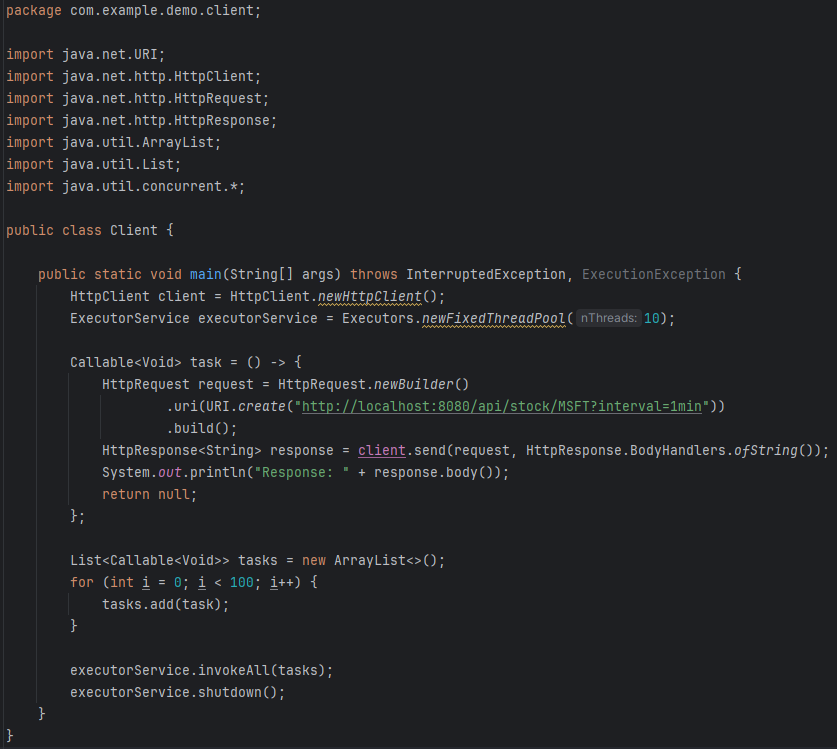 package com.example.demo.client;

import java.net.URI;
import java.net.http.HttpClient;
import java.net.http.HttpRequest;
import java.net.http.HttpResponse;
import java.util.ArrayList;
import java.util.List;
import java.util.concurrent.*;

public class Client {

    public static void main(String[] args) throws InterruptedException, ExecutionException {
        HttpClient client = HttpClient.newHttpClient();
        ExecutorService executorService = Executors.newFixedThreadPool( nThreads: 10);

        Callable<Void> task = () -> {
            HttpRequest request = HttpRequest.newBuilder()
                    .uri(URI.create("http://localhost:8080/api/stock/MSFT?interval=1min"))
                    .build();
            HttpResponse<String> response = client.send(request, HttpResponse.BodyHandlers.ofString());
            System.out.println("Response: " + response.body());
            return null;
        };

        List<Callable<Void>> tasks = new ArrayList<>();
        for (int i = 0; i < 100; i++) {
            tasks.add(task);
        }

        executorService.invokeAll(tasks);
        executorService.shutdown();
    }
}